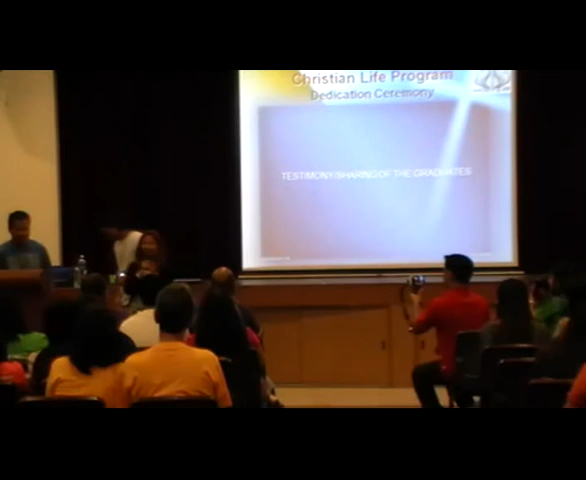 Christian Life Program
Dedication Ceremony
TESTIMONY/SHARING OF THE GRADUATES